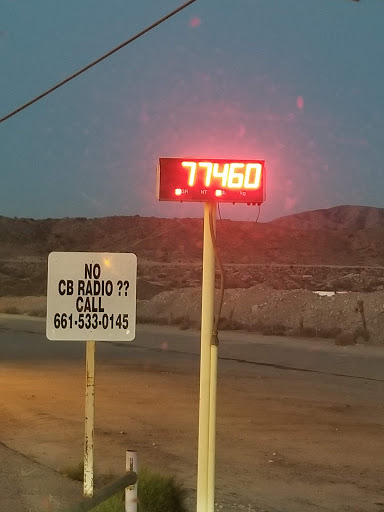 77460
NO
CB RADIO ??
CALL
661-533-0145